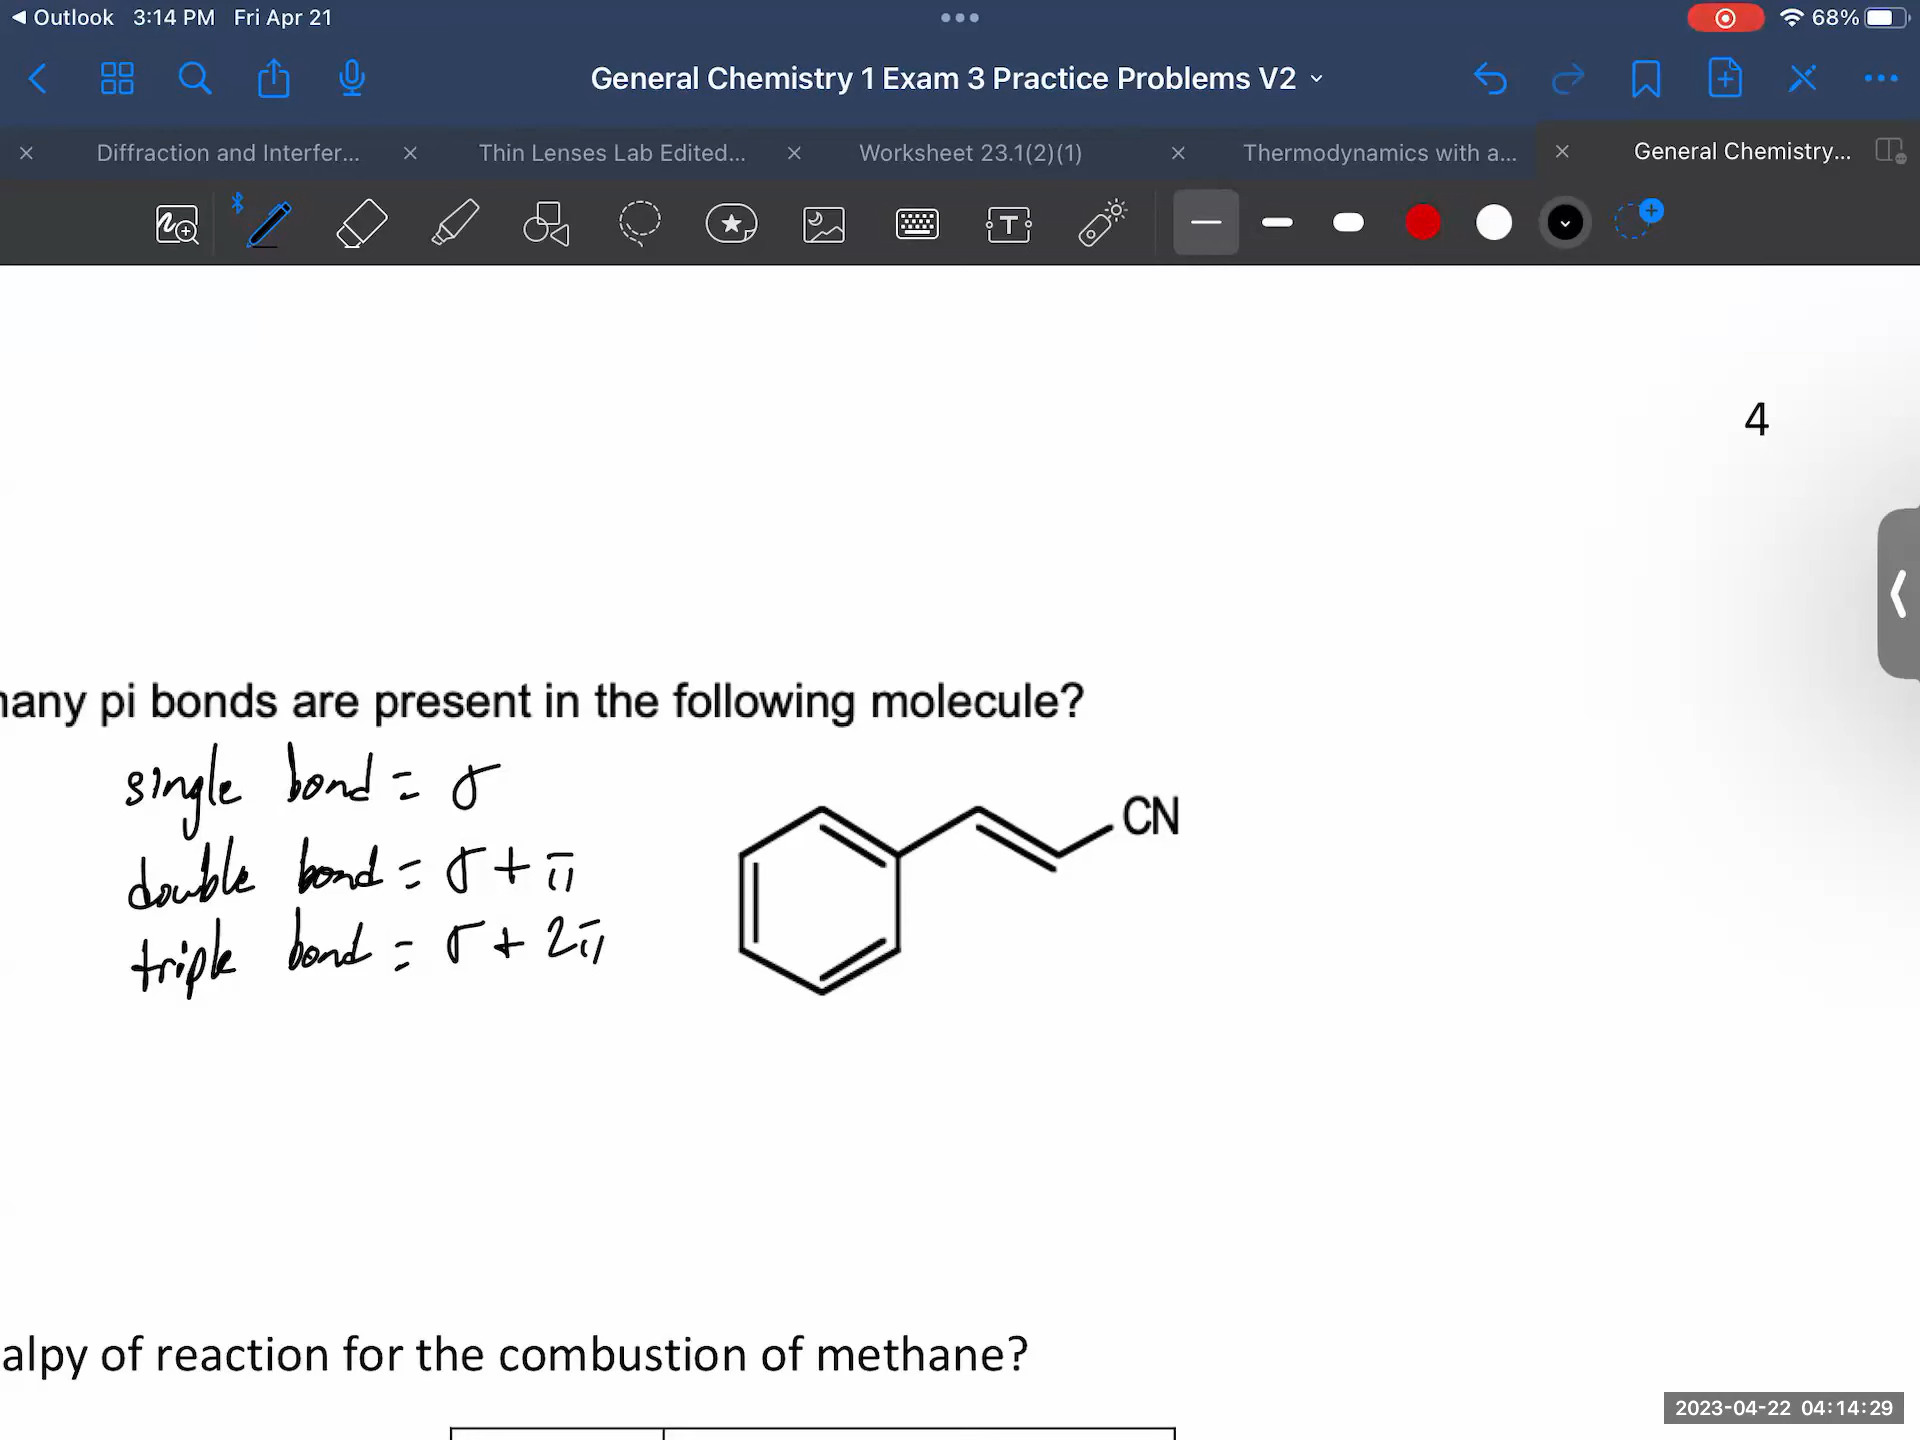 Outlook 3:14 PM Fri Apr 21
68%
General Chemistry 1 Exam 3 Practice Problems V2
Diffraction and Interfer... Thin Lenses Lab Edited... Worksheet 23.1(2)(1) Thermodynamics with a... General Chemistry...
4
many pi bonds are present in the following molecule?
single bond = σ
double bond = σ + π
triple bond = σ + 2π
CN
alpy of reaction for the combustion of methane?
2023-04-22 04:14:29